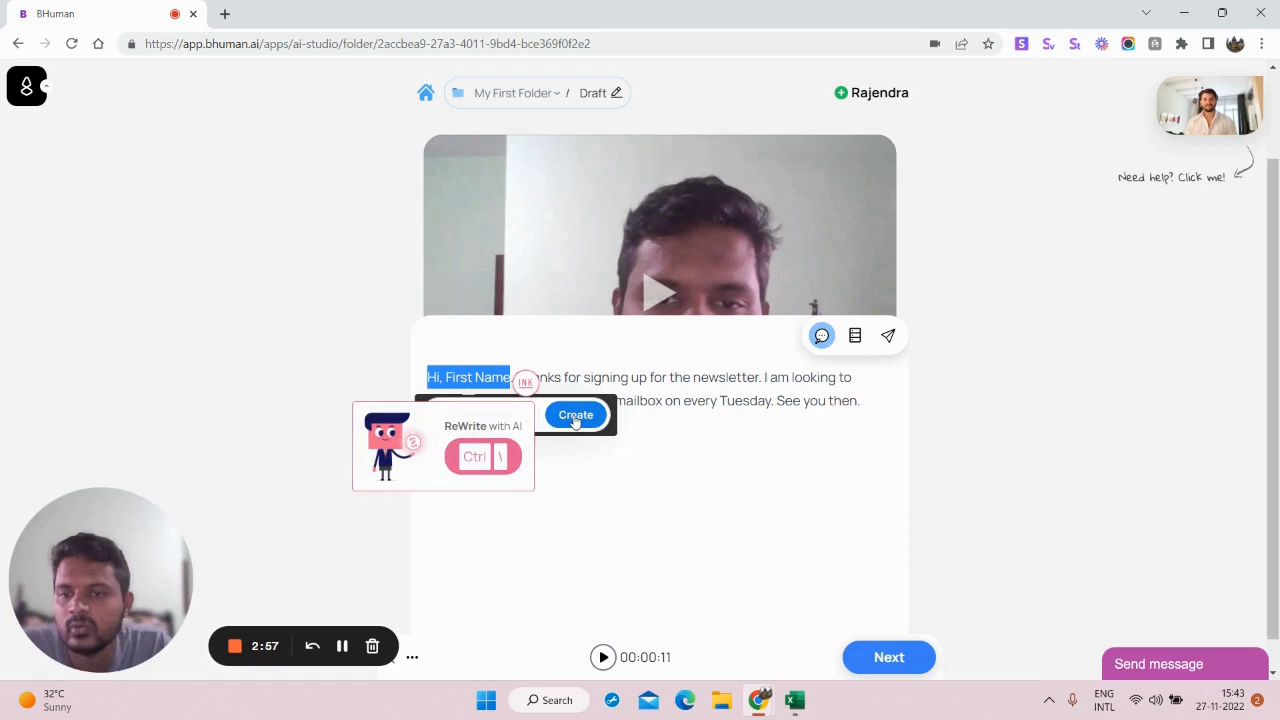 BHuman
https://app.bhuman.ai/apps/ai-studio/folder/2accbea9-27a3-4011-9bd4-bce369f0f2e2
My First Folder / Draft
Rajendra
Need help? Click me!
Hi, First Name nks for signing up for the newsletter. I am looking to
INK
mailbox on every Tuesday. See you then.
Create
ReWrite with AI
Ctrl \
2:57
00:00:11
Next
Send message
32°C
Sunny
Search
ENG
INTL
15:43
27-11-2022
2